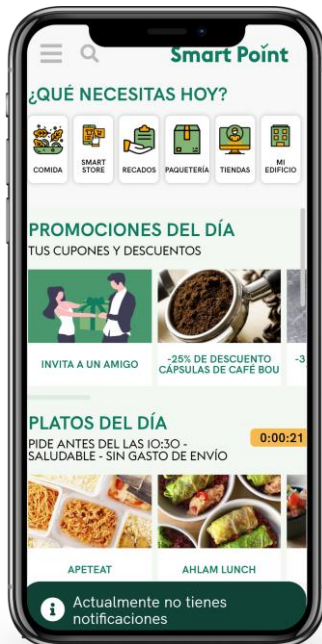 Smart Point
¿QUÉ NECESITAS HOY?
COMIDA
SMART
STORE
RECADOS
PAQUETERÍA
TIENDAS
MI
EDIFICIO
PROMOCIONES DEL DÍA
TUS CUPONES Y DESCUENTOS
INVITA A UN AMIGO
-25% DE DESCUENTO
CÁPSULAS DE CAFÉ BOU
-3
PLATOS DEL DÍA
PIDE ANTES DEL LAS 10:30 -
SALUDABLE - SIN GASTO DE ENVÍO
0:00:21
APETEAT
AHLAM LUNCH
Actualmente no tienes
notificaciones